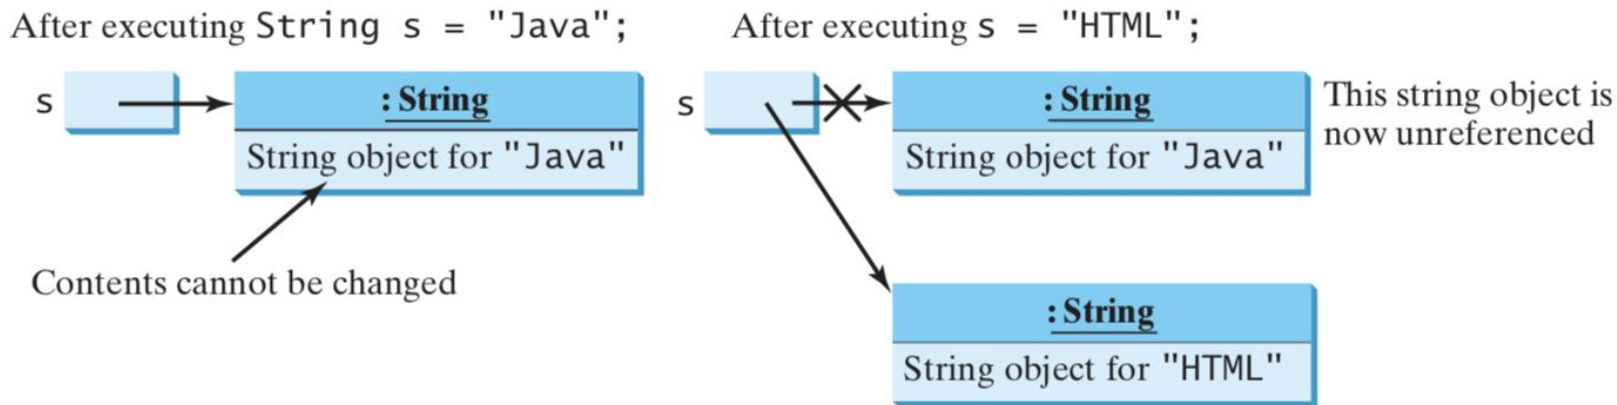 After executing String s = "Java";
s
: String
String object for "Java"
Contents cannot be changed
After executing s = "HTML";
s
: String
String object for "Java"
This string object is
now unreferenced
: String
String object for "HTML"